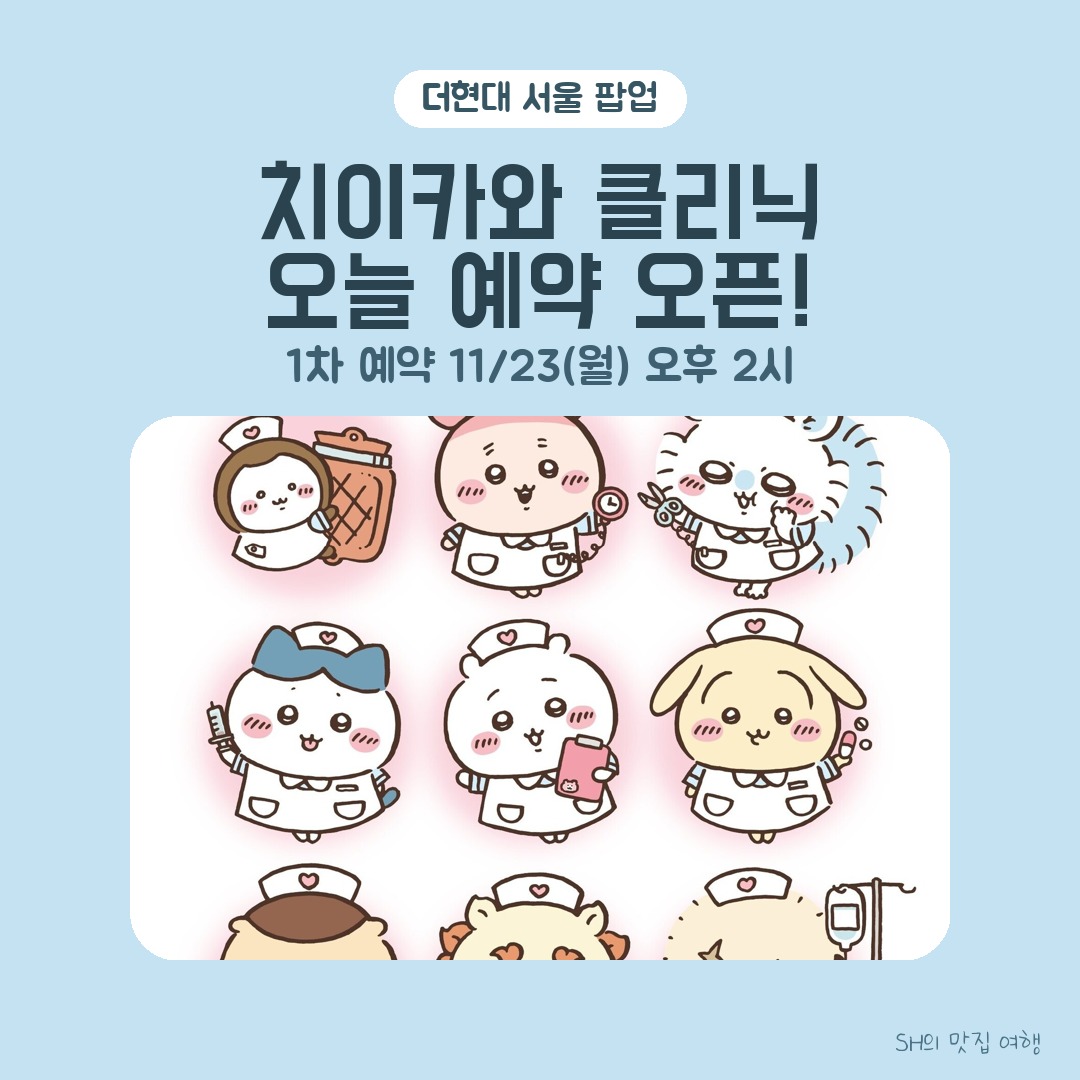 더현대 서울 팝업
치이카와 클리닉
오늘 예약 오픈!
1차 예약 11/23(월) 오후 2시
SH의 맛집 여행